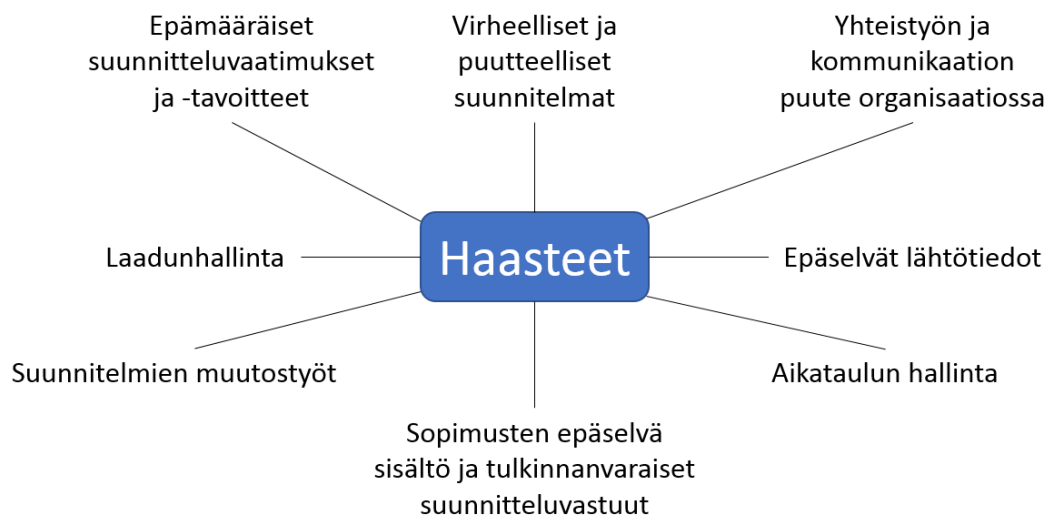 Epämääräiset
suunnitteluvaatimukset
ja -tavoitteet
Virheelliset ja
puutteelliset
suunnitelmat
Yhteistyön ja
kommunikaation
puute organisaatiossa
Laadunhallinta
Haasteet
Epäselvät lähtötiedot
Suunnitelmien muutostyöt
Aikataulun hallinta
Sopimusten epäselvä
sisältö ja tulkinnanvaraiset
suunnitteluvastuut